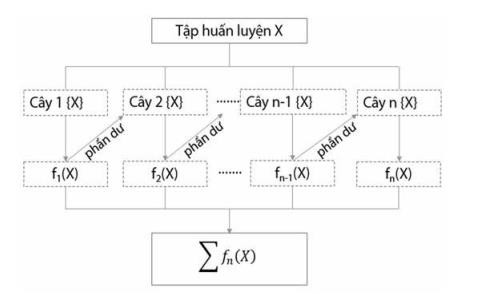 Tập huấn luyện X
Cây 1 {X}
Cây 2 {X}
·······
Cây n-1 {X}
Cây n {X}
phần dư
phần dư
phần dư
f₁(X)
f₂(X)
·······
fₙ₋₁(X)
fₙ(X)
∑ fₙ(X)